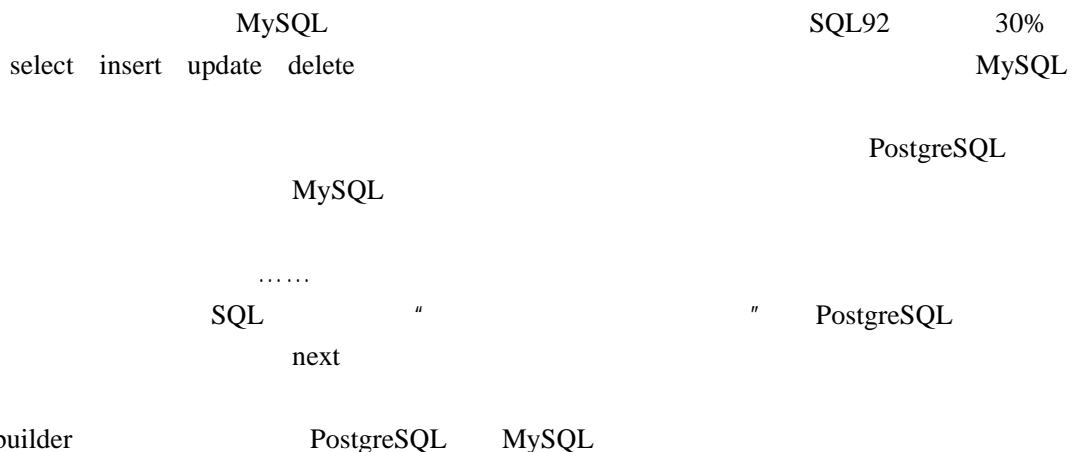 MySQL SQL92 30%
select insert update delete MySQL
PostgreSQL
MySQL
……
SQL “ ” PostgreSQL
next
builder PostgreSQL MySQL